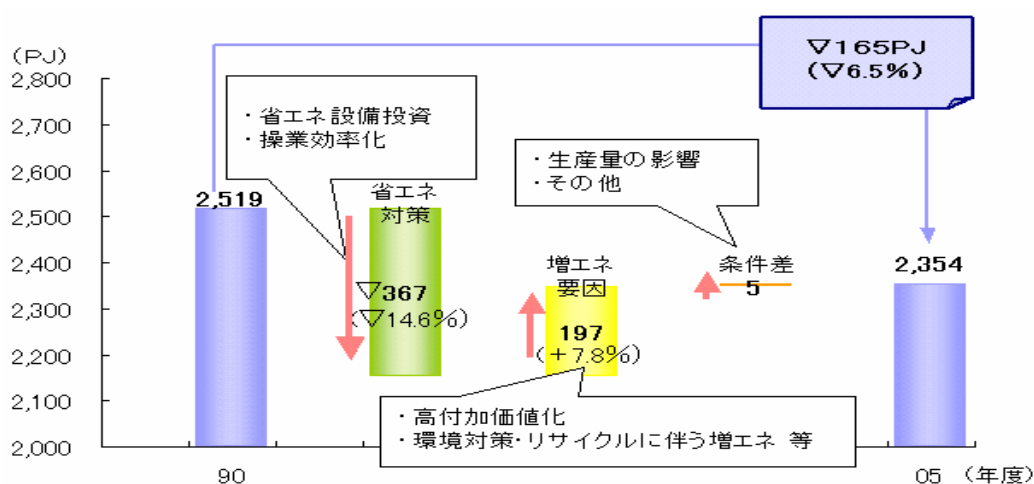 (PJ)
▽165PJ
(▽6.5%)
2,800
2,700
2,600
2,500
2,400
2,300
2,200
2,100
2,000
・省エネ設備投資
・操業効率化
・生産量の影響
・その他
2,519
省エネ
対策
▽367
(▽14.6%)
増エネ
要因
197
(+7.8%)
条件差
5
2,354
・高付加価値化
・環境対策・リサイクルに伴う増エネ 等
90
05
(年度)